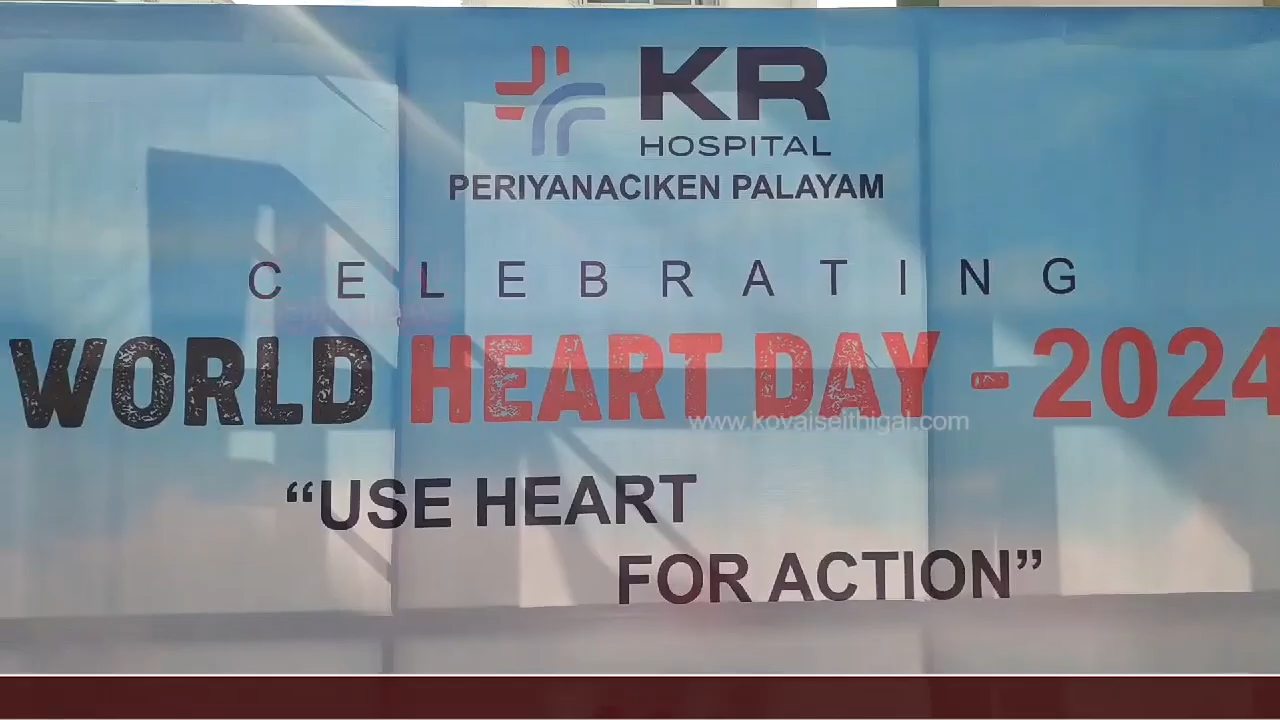 KR
HOSPITAL
PERIYANACIKEN PALAYAM
CELEBRATING
WORLD HEART DAY - 2024
www.kovaiseithigal.com
“USE HEART
FOR ACTION”